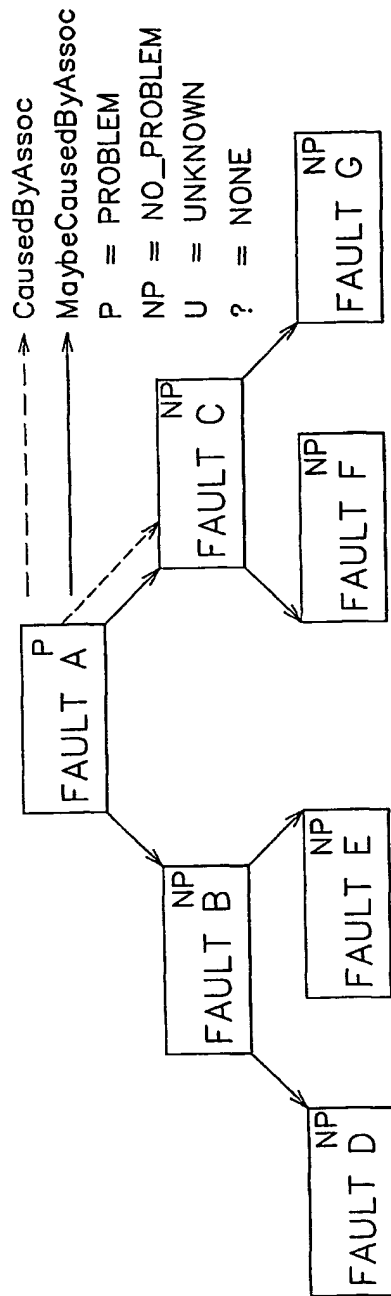 CausedByAssoc
MaybeCausedByAssoc
P = PROBLEM
NP = NO_PROBLEM
U = UNKNOWN
? = NONE
P
FAULT A
NP
FAULT B
NP
FAULT C
NP
FAULT D
NP
FAULT E
NP
FAULT F
NP
FAULT G